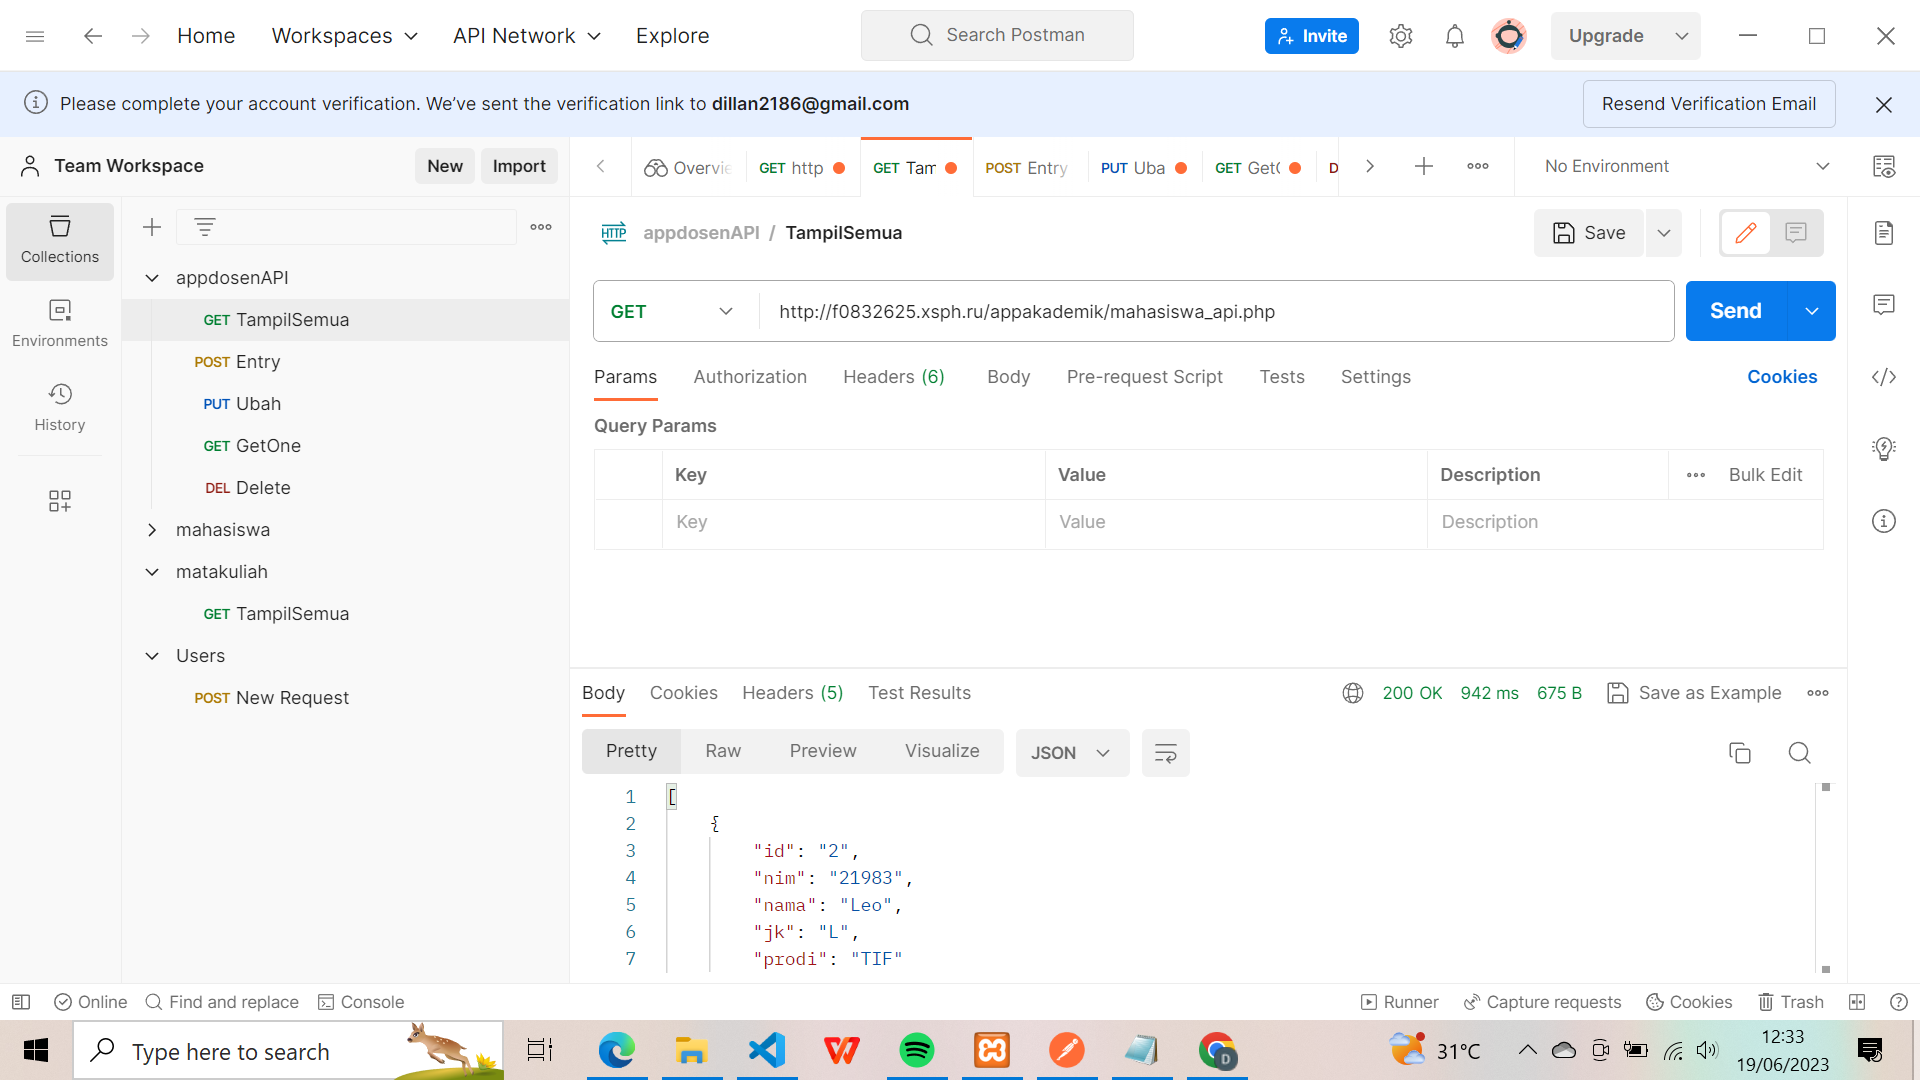 Home
Workspaces
API Network
Explore
Search Postman
Invite
Upgrade
Please complete your account verification. We’ve sent the verification link to dillan2186@gmail.com
Resend Verification Email
Team Workspace
New
Import
Overvie
GET http
GET Tam
POST Entry
PUT Uba
GET Get
No Environment
Collections
Environments
History
appdosenAPI
GET TampilSemua
POST Entry
PUT Ubah
GET GetOne
DEL Delete
mahasiswa
matakuliah
GET TampilSemua
Users
POST New Request
HTTP
appdosenAPI / TampilSemua
Save
GET
http://f0832625.xsph.ru/appakademik/mahasiswa_api.php
Send
Params
Authorization
Headers (6)
Body
Pre-request Script
Tests
Settings
Cookies
Query Params
Key
Value
Description
Bulk Edit
Key
Value
Description
Body
Cookies
Headers (5)
Test Results
200 OK
942 ms
675 B
Save as Example
Pretty
Raw
Preview
Visualize
JSON
1 [
2 {
3 "id": "2",
4 "nim": "21983",
5 "nama": "Leo",
6 "jk": "L",
7 "prodi": "TIF"
Online
Find and replace
Console
Runner
Capture requests
Cookies
Trash
Type here to search
31°C
12:33
19/06/2023